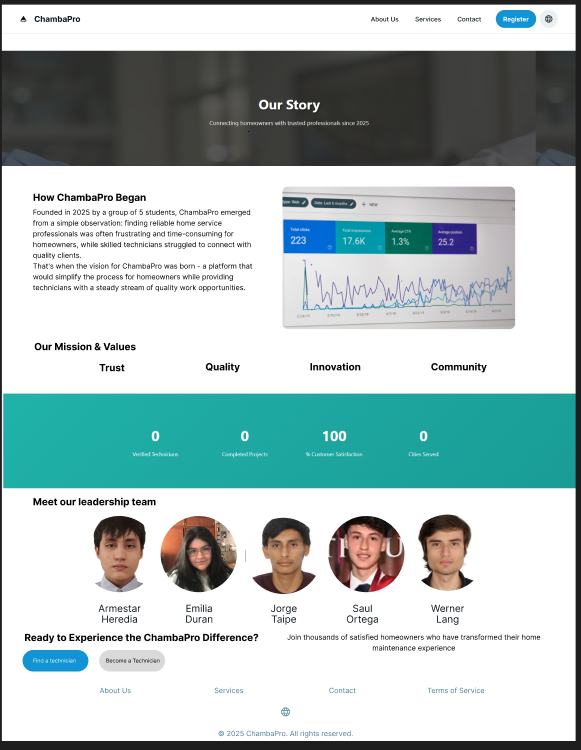 ChambaPro
About Us
Services
Contact
Register
Our Story
Connecting homeowners with trusted professionals since 2025
How ChambaPro Began
Founded in 2025 by a group of 5 students, ChambaPro emerged
from a simple observation: finding reliable home service
professionals was often frustrating and time-consuming for
homeowners, while skilled technicians struggled to connect with
quality clients.
That's when the vision for ChambaPro was born - a platform that
would simplify the process for homeowners while providing
technicians with a steady stream of quality work opportunities.
Date: Last 6 months
+ NEW
Total clicks
223
Total impressions
17.6K
Average CTR
1.3%
Average position
25.2
Our Mission & Values
Trust
Quality
Innovation
Community
0
Verified Technicians
0
Completed Projects
100
% Customer Satisfaction
0
Cities Served
Meet our leadership team
Armestar
Heredia
Emilia
Duran
Jorge
Taipe
Saul
Ortega
Werner
Lang
Ready to Experience the ChambaPro Difference?
Find a technician
Become a Technician
Join thousands of satisfied homeowners who have transformed their home
maintenance experience
About Us
Services
Contact
Terms of Service
© 2025 ChambaPro. All rights reserved.